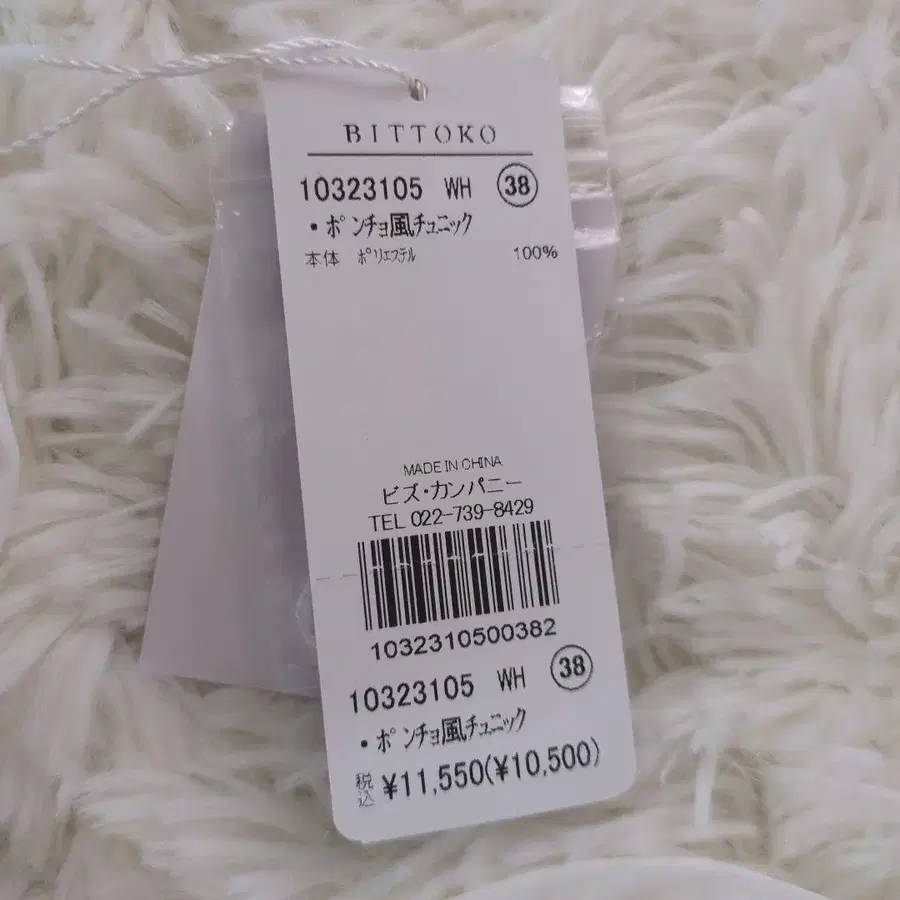 BITTOKO
10323105 WH 38
・ポンチョ風チュニック
本体 ポリエステル 100%
MADE IN CHINA
ビズ・カンパニー
TEL 022-739-8429
1032310500382
10323105 WH 38
・ポンチョ風チュニック
税込 ¥11,550(¥10,500)